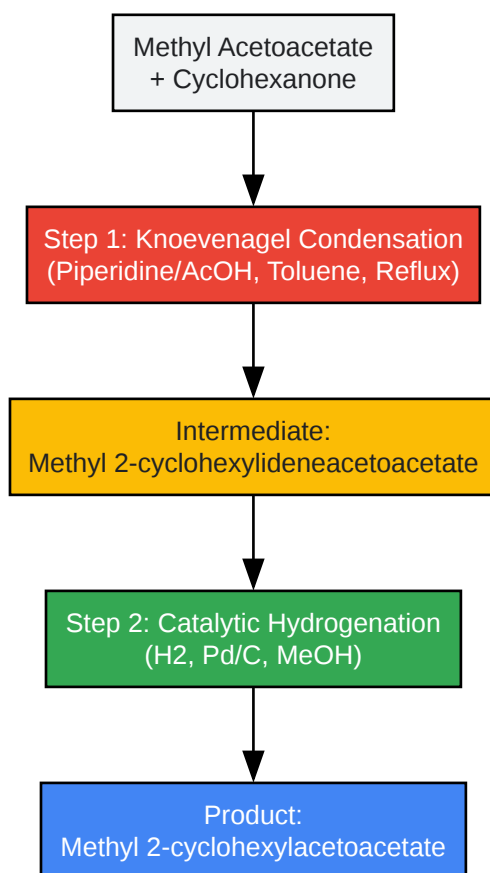 Methyl Acetoacetate
+ Cyclohexanone
Step 1: Knoevenagel Condensation
(Piperidine/AcOH, Toluene, Reflux)
Intermediate:
Methyl 2-cyclohexylideneacetoacetate
Step 2: Catalytic Hydrogenation
(H2, Pd/C, MeOH)
Product:
Methyl 2-cyclohexylacetoacetate